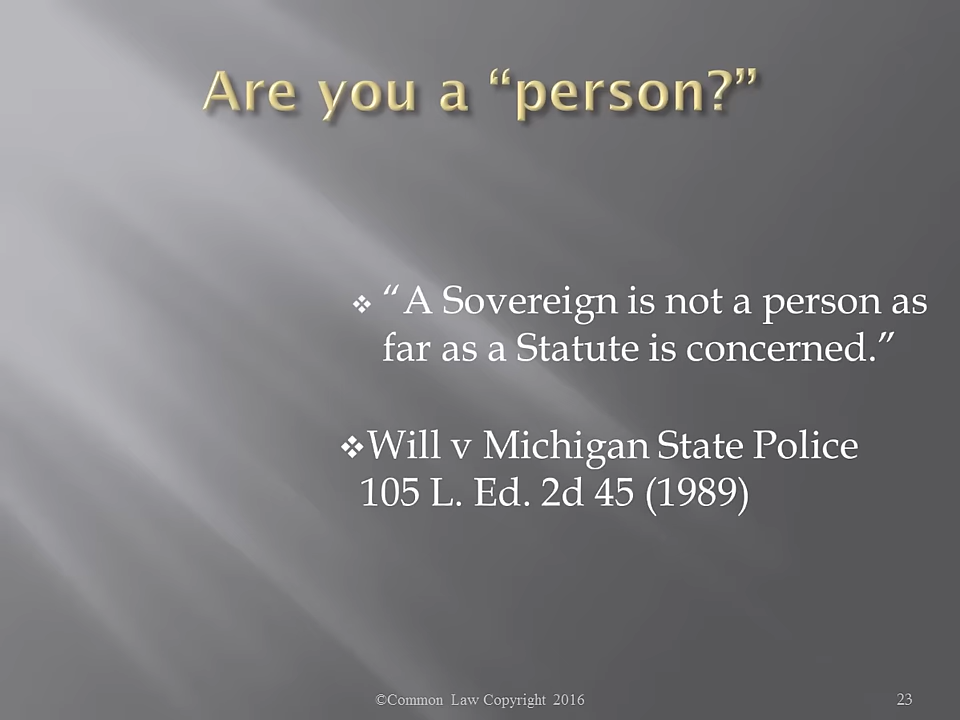 Are you a “person?”
❖ “A Sovereign is not a person as
far as a Statute is concerned.”
❖Will v Michigan State Police
105 L. Ed. 2d 45 (1989)
©Common Law Copyright 2016
23